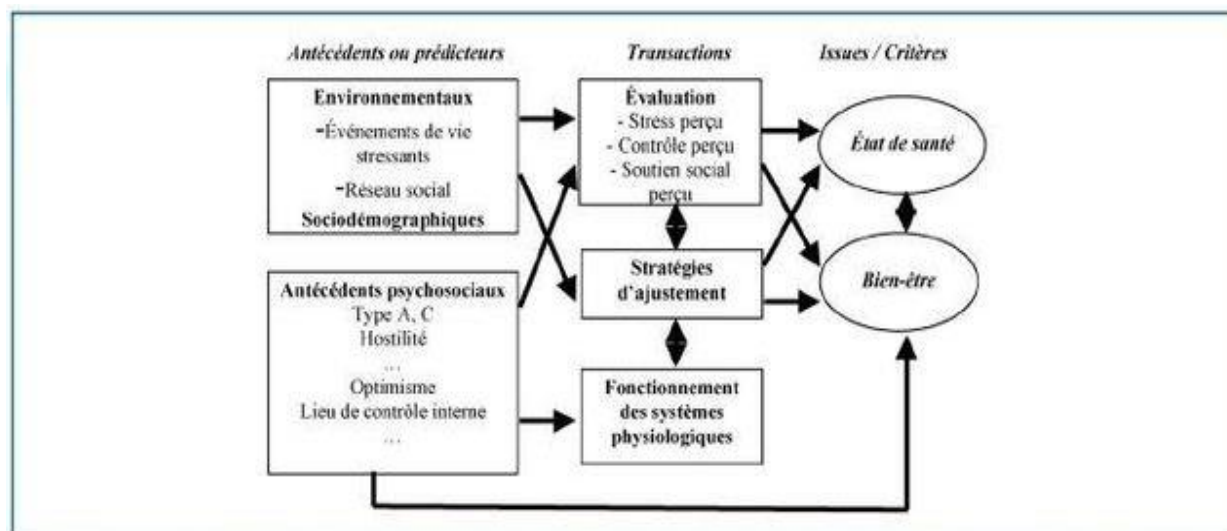 Antécédents ou prédicteurs
Transactions
Issues / Critères
Environnementaux
-Événements de vie
stressants
-Réseau social
Sociodémographiques
Évaluation
- Stress perçu
- Contrôle perçu
- Soutien social
perçu
État de santé
Antécédents psychosociaux
Type A, C
Hostilité
…
Optimisme
Lieu de contrôle interne
…
Stratégies
d'ajustement
Bien-être
Fonctionnement
des systèmes
physiologiques